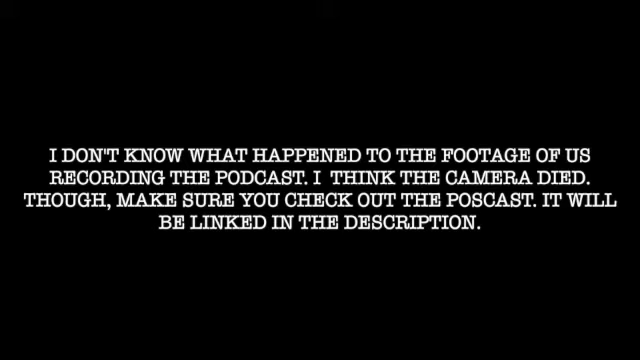 I DON'T KNOW WHAT HAPPENED TO THE FOOTAGE OF US
RECORDING THE PODCAST. I THINK THE CAMERA DIED.
THOUGH, MAKE SURE YOU CHECK OUT THE POSCAST. IT WILL
BE LINKED IN THE DESCRIPTION.